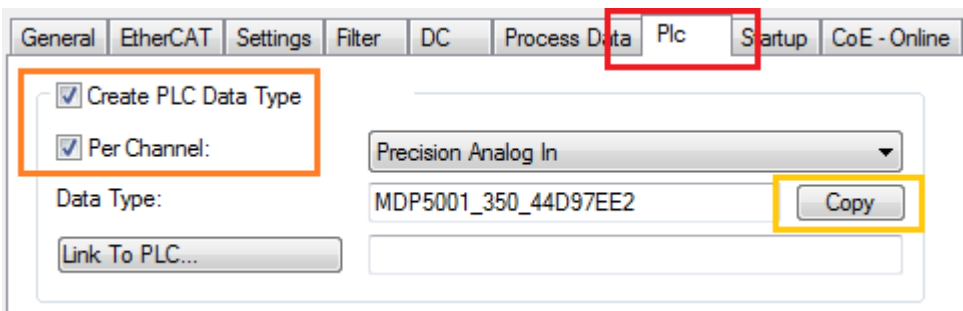 General EtherCAT Settings Filter DC Process Data Plc Startup CoE - Online
Create PLC Data Type
Per Channel: Precision Analog In
Data Type: MDP5001_350_44D97EE2 Copy
Link To PLC...